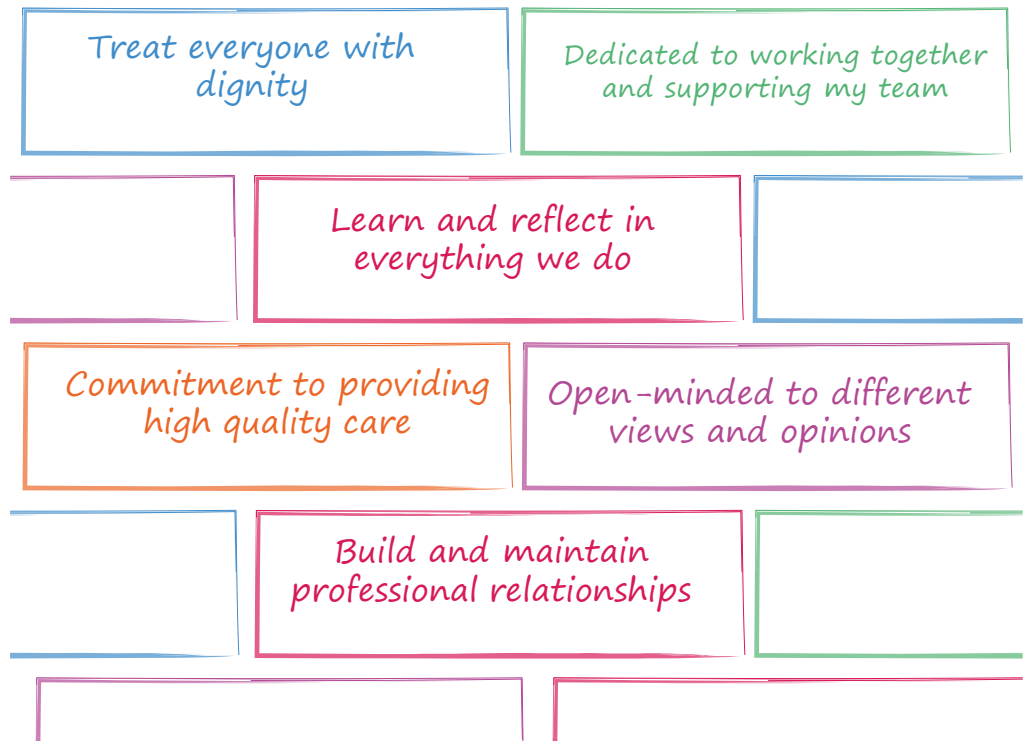 Treat everyone with
dignity
Dedicated to working together
and supporting my team
Learn and reflect in
everything we do
Commitment to providing
high quality care
Open-minded to different
views and opinions
Build and maintain
professional relationships